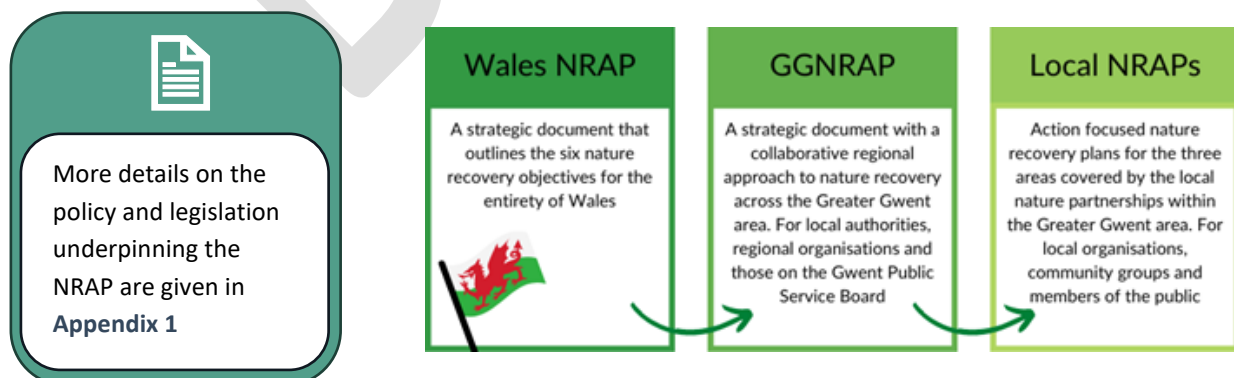 More details on the
policy and legislation
underpinning the
NRAP are given in
Appendix 1
Wales NRAP
A strategic document that
outlines the six nature
recovery objectives for the
entirety of Wales
GGNRAP
A strategic document with a
collaborative regional
approach to nature recovery
across the Greater Gwent
area. For local authorities,
regional organisations and
those on the Gwent Public
Service Board
Local NRAPs
Action focused nature
recovery plans for the three
areas covered by the local
nature partnerships within
the Greater Gwent area. For
local organisations,
community groups and
members of the public